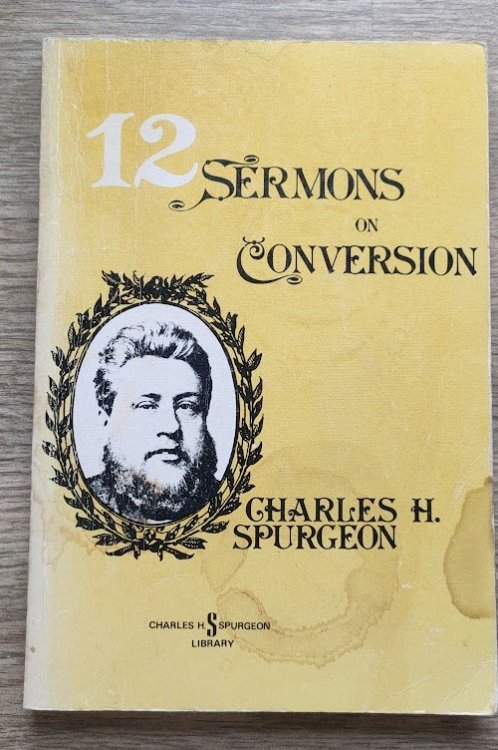 12 SERMONS
ON
CONVERSION
CHARLES H.
SPURGEON
CHARLES H. S SPURGEON
LIBRARY